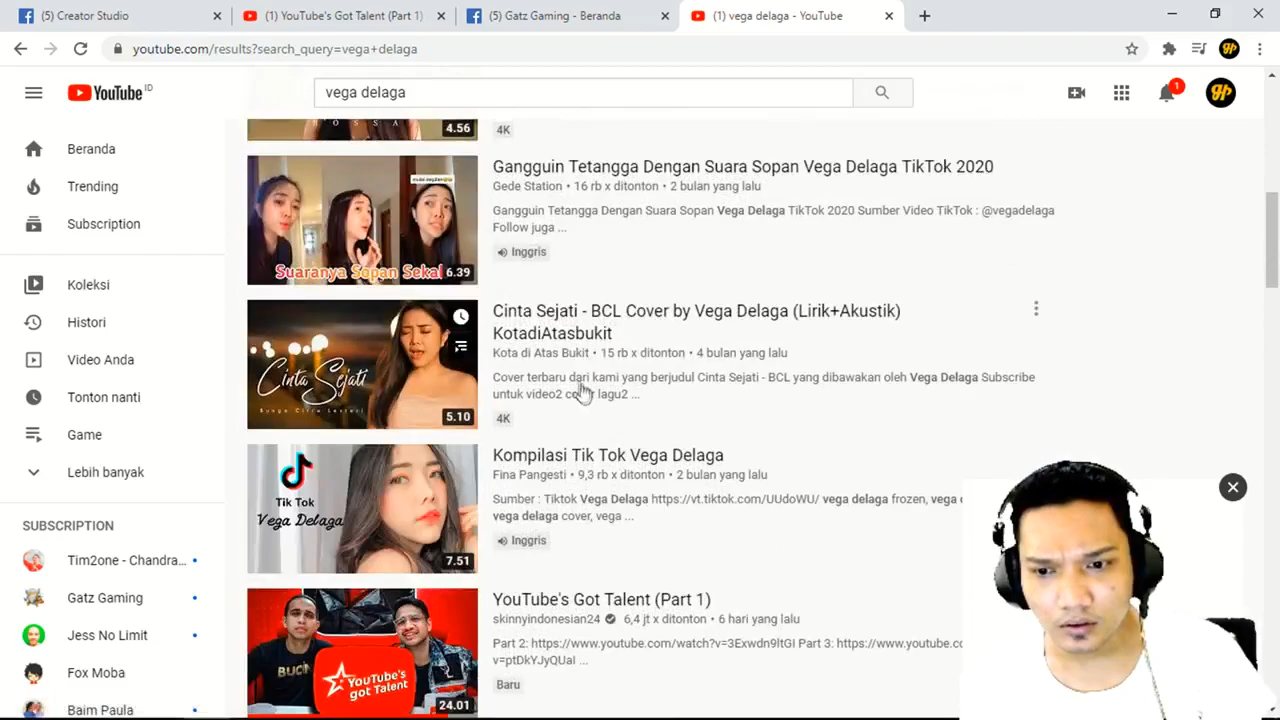 (5) Creator Studio
(1) YouTube's Got Talent (Part 1)
(5) Gatz Gaming - Beranda
(1) vega delaga - YouTube
youtube.com/results?search_query=vega+delaga
YouTube ID
vega delaga
1
Beranda
Trending
Subscription
Koleksi
Histori
Video Anda
Tonton nanti
Game
Lebih banyak
SUBSCRIPTION
Tim2one - Chandra...
Gatz Gaming
Jess No Limit
Fox Moba
Baim Paula
4.56
4K
Suaranya Sopan Sekal
6.39
Gangguin Tetangga Dengan Suara Sopan Vega Delaga TikTok 2020
Gede Station • 16 rb x ditonton • 2 bulan yang lalu
Gangguin Tetangga Dengan Suara Sopan Vega Delaga TikTok 2020 Sumber Video TikTok : @vegadelaga
Follow juga ...
Inggris
Cinta Sejati
Bunga Citra Lestari
5.10
Cinta Sejati - BCL Cover by Vega Delaga (Lirik+Akustik)
KotadiAtasbukit
Kota di Atas Bukit • 15 rb x ditonton • 4 bulan yang lalu
Cover terbaru dari kami yang berjudul Cinta Sejati - BCL yang dibawakan oleh Vega Delaga Subscribe
untuk video2 cover lagu2 ...
4K
Tik Tok
Vega Delaga
7.51
Kompilasi Tik Tok Vega Delaga
Fina Pangesti • 9,3 rb x ditonton • 2 bulan yang lalu
Sumber : Tiktok Vega Delaga https://vt.tiktok.com/UUdoWU/ vega delaga frozen, vega
vega delaga cover, vega ...
Inggris
YouTube's
got Talent
24.01
YouTube's Got Talent (Part 1)
skinnyindonesian24 6,4 jt x ditonton • 6 hari yang lalu
Part 2: https://www.youtube.com/watch?v=3Exwdn9ltGI Part 3: https://www.youtube.c
v=ptDkYJyQUaI ...
Baru